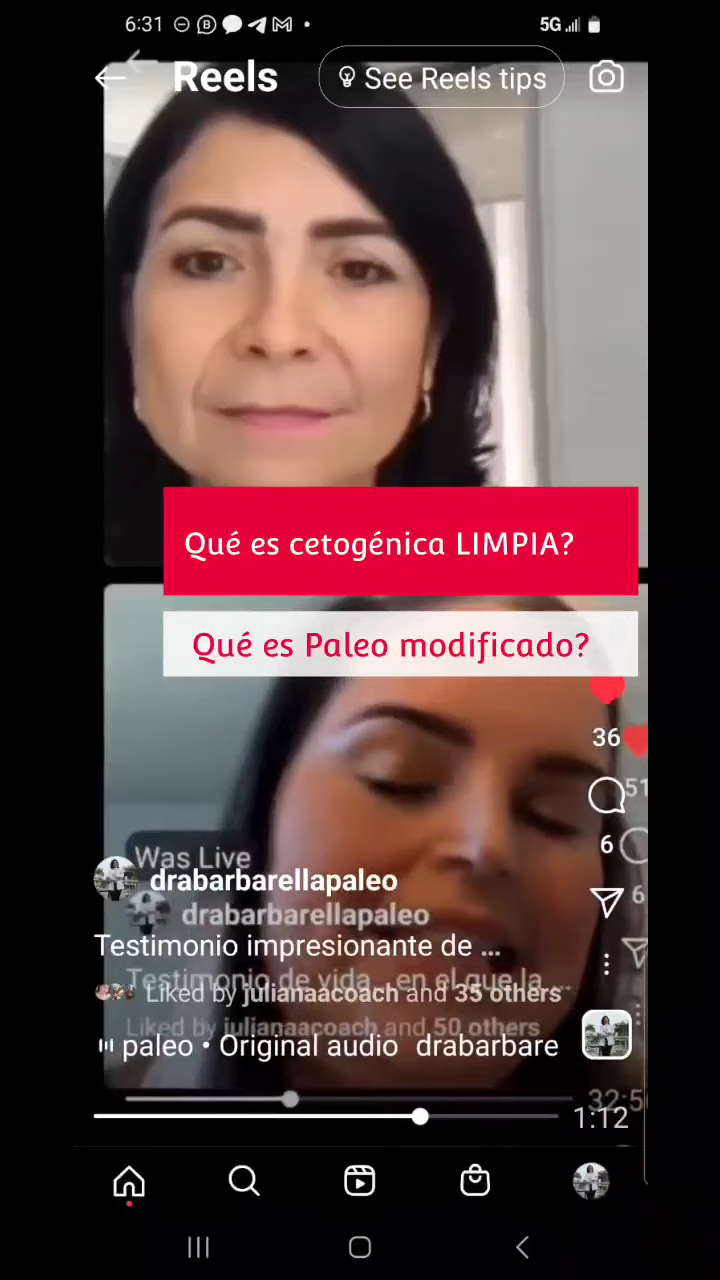 6:31
5G
Reels
See Reels tips
Qué es cetogénica LIMPIA?
Qué es Paleo modificado?
36
51
6
6
Was Live
drabarbarellapaleo
drabarbarellapaleo
Testimonio impresionante de ...
Testimonio de vida.. en el que la ...
Liked by julianaacoach and 35 others
Liked by julianaacoach and 50 others
paleo • Original audio drabarbare
32:5
1:12